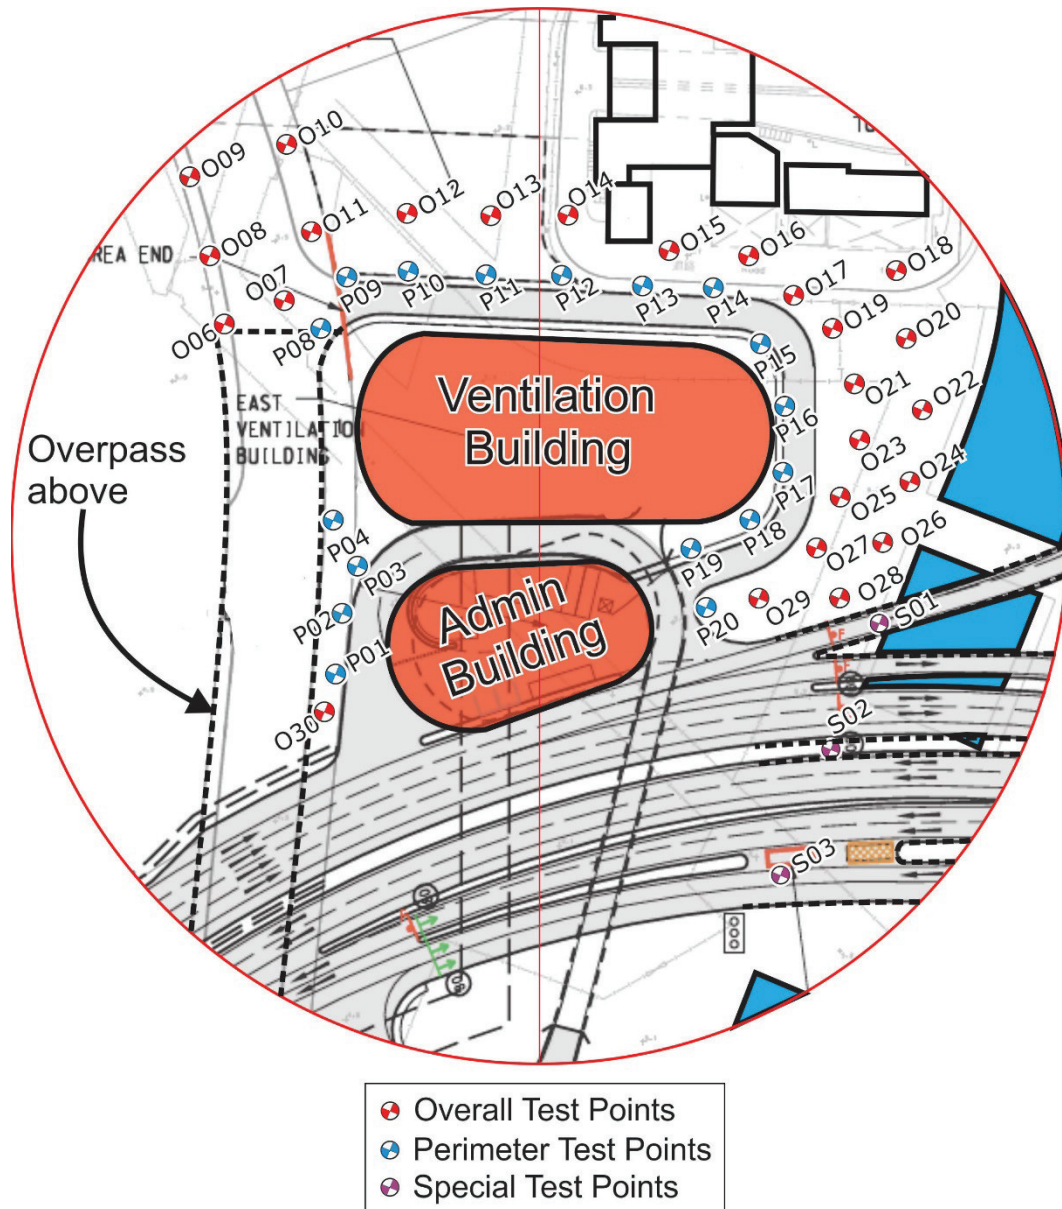 O10
O09
O12
O13
O14
O11
O08
O15
O16
O18
REA END
O07
P09
P10
P11
P12
P13
P14
O17
O06
P08
O19
O20
P15
EAST
VENTILATION
BUILDING
Ventilation
Building
O21
O22
P16
Overpass
above
O23
O24
P17
O25
P04
P18
O26
P03
P19
O27
Admin
Building
P02
O29
O28
P20
S01
P01
F
F
O30
S02
S03
Overall Test Points
Perimeter Test Points
Special Test Points